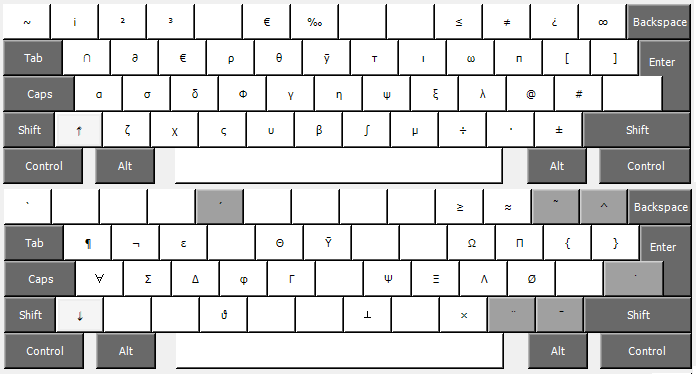 ~ ¡ ² ³ € ‰ ≤ ≠ ¿ ∞ Backspace
Tab ∩ ∂ € ρ θ ȳ τ ι ω π [ ] Enter
Caps α σ δ Φ γ η ψ ξ λ @ #
Shift ↑ ζ χ ς υ β ∫ μ ÷ · ± Shift
Control Alt Alt Control
` ´ ≥ ≈ ~ ^ Backspace
Tab ¶ ¬ ε Θ Ȳ Ω Π { } Enter
Caps ∀ Σ Δ φ Γ Ψ Ξ Λ Ø ˙
Shift ↓ ϑ ⊥ × ¨ ¯ Shift
Control Alt Alt Control